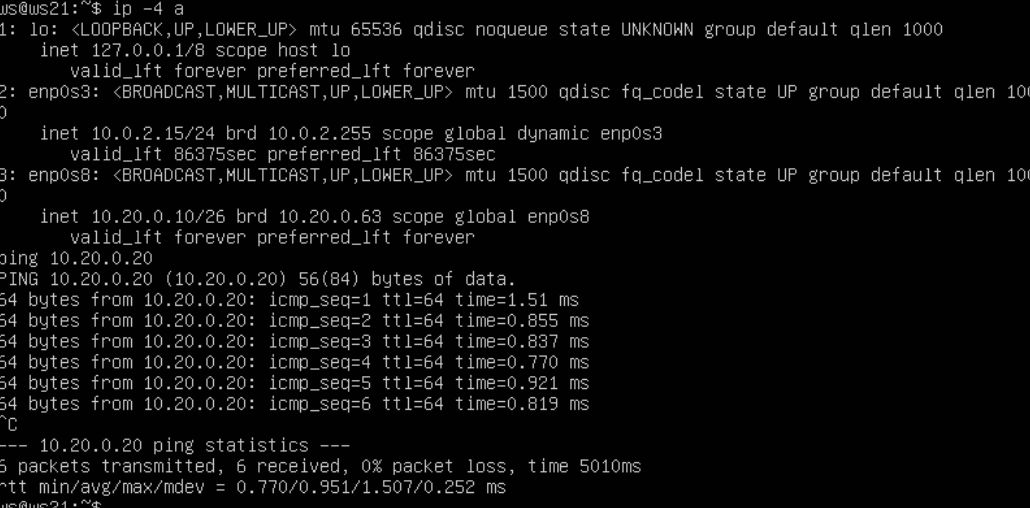 ws@ws21:~$ ip -4 a
1: lo: <LOOPBACK,UP,LOWER_UP> mtu 65536 qdisc noqueue state UNKNOWN group default qlen 1000
    inet 127.0.0.1/8 scope host lo
       valid_lft forever preferred_lft forever
2: enp0s3: <BROADCAST,MULTICAST,UP,LOWER_UP> mtu 1500 qdisc fq_codel state UP group default qlen 100
0
    inet 10.0.2.15/24 brd 10.0.2.255 scope global dynamic enp0s3
       valid_lft 86375sec preferred_lft 86375sec
3: enp0s8: <BROADCAST,MULTICAST,UP,LOWER_UP> mtu 1500 qdisc fq_codel state UP group default qlen 100
0
    inet 10.20.0.10/26 brd 10.20.0.63 scope global enp0s8
       valid_lft forever preferred_lft forever
ping 10.20.0.20
PING 10.20.0.20 (10.20.0.20) 56(84) bytes of data.
64 bytes from 10.20.0.20: icmp_seq=1 ttl=64 time=1.51 ms
64 bytes from 10.20.0.20: icmp_seq=2 ttl=64 time=0.855 ms
64 bytes from 10.20.0.20: icmp_seq=3 ttl=64 time=0.837 ms
64 bytes from 10.20.0.20: icmp_seq=4 ttl=64 time=0.770 ms
64 bytes from 10.20.0.20: icmp_seq=5 ttl=64 time=0.921 ms
64 bytes from 10.20.0.20: icmp_seq=6 ttl=64 time=0.819 ms
^C
--- 10.20.0.20 ping statistics ---
6 packets transmitted, 6 received, 0% packet loss, time 5010ms
rtt min/avg/max/mdev = 0.770/0.951/1.507/0.252 ms
ws@ws21:~$